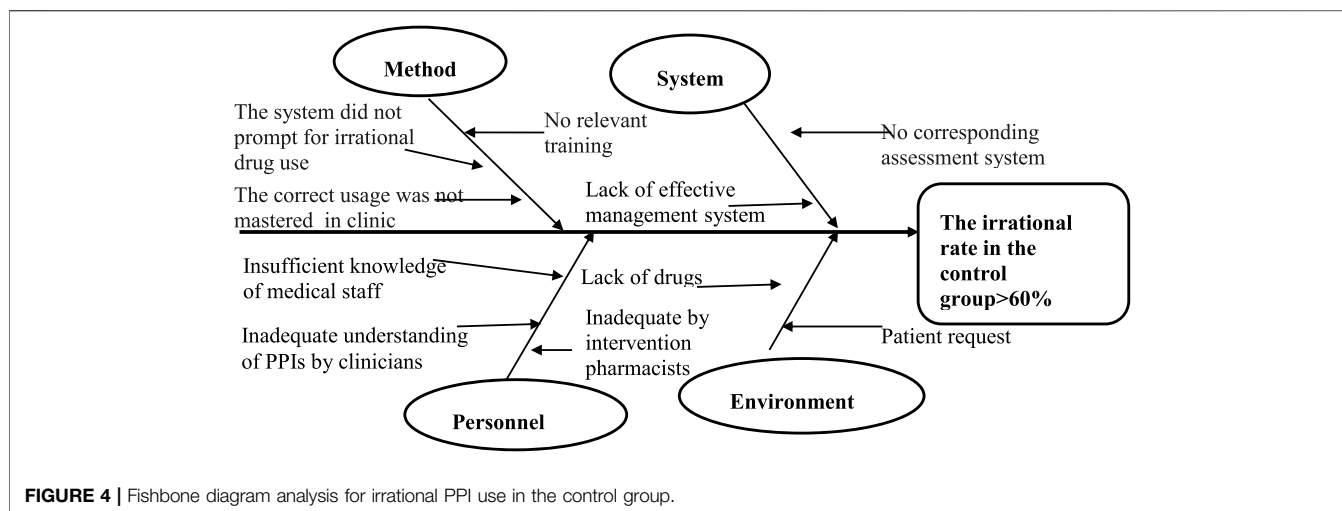 Method
System
The system did not
prompt for irrational
drug use
No relevant
training
No corresponding
assessment system
The correct usage was not
mastered in clinic
Lack of effective
management system
The irrational
rate in the
control
group>60%
Insufficient knowledge
of medical staff
Lack of drugs
Inadequate understanding
of PPIs by clinicians
Inadequate by
intervention
pharmacists
Patient request
Personnel
Environment
FIGURE 4 | Fishbone diagram analysis for irrational PPI use in the control group.